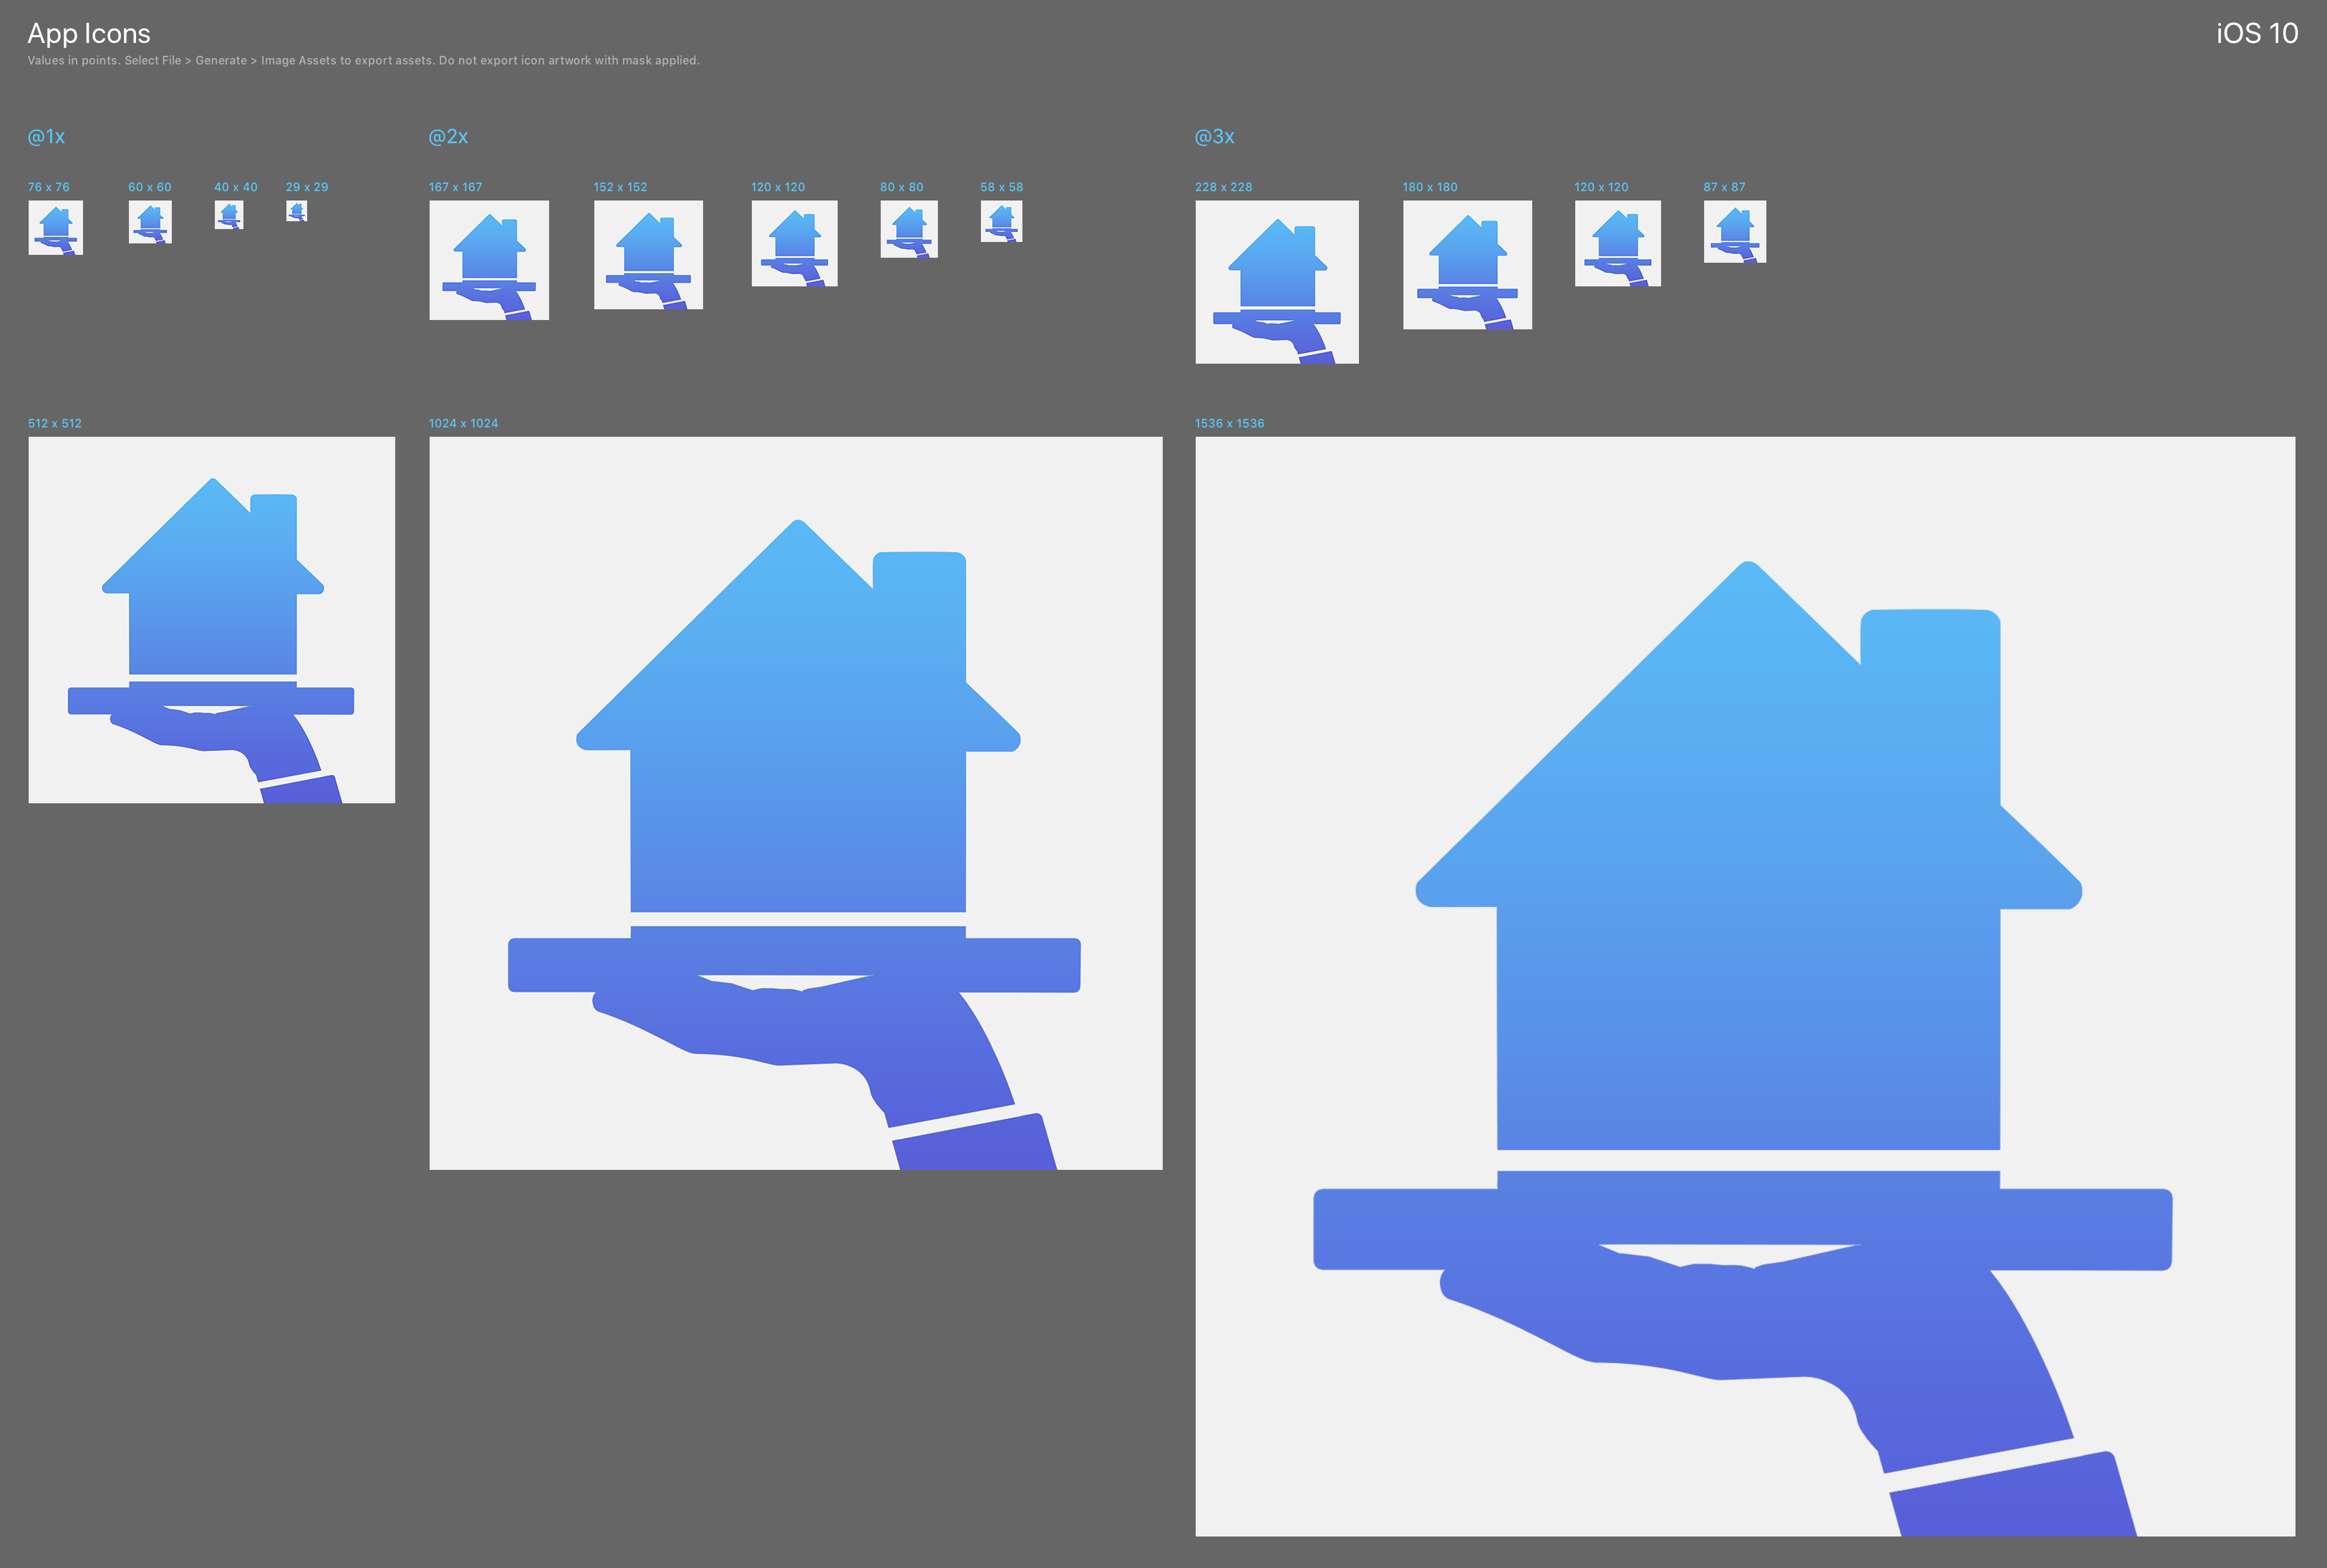 App Icons
iOS 10
Values in points. Select File > Generate > Image Assets to export assets. Do not export icon artwork with mask applied.
@1x
@2x
@3x
76 x 76
60 x 60
40 x 40
29 x 29
167 x 167
152 x 152
120 x 120
80 x 80
58 x 58
228 x 228
180 x 180
120 x 120
87 x 87
512 x 512
1024 x 1024
1536 x 1536